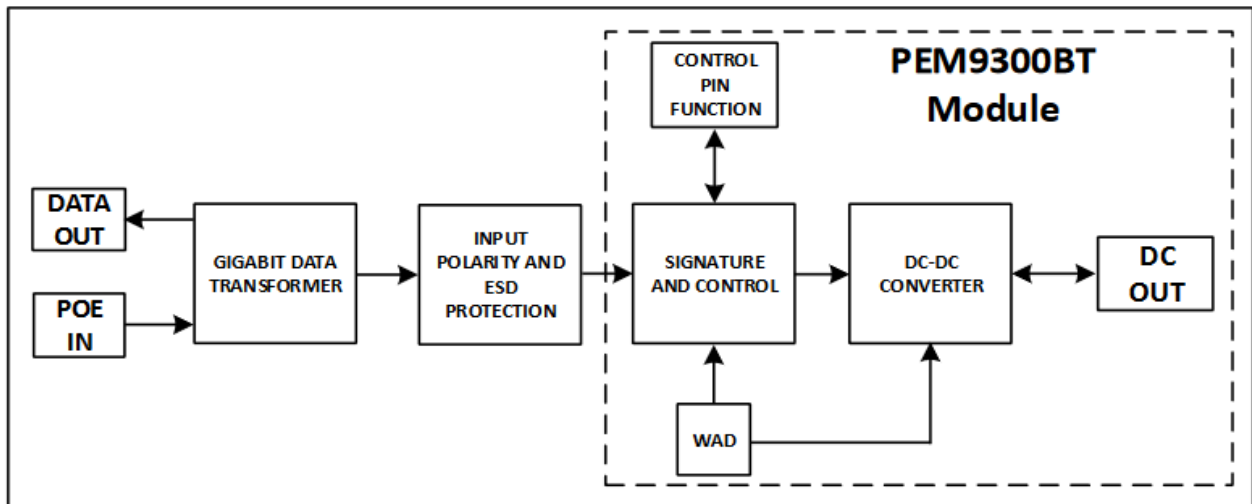 PEM9300BT
Module
CONTROL
PIN
FUNCTION
DATA
OUT
POE
IN
GIGABIT DATA
TRANSFORMER
INPUT
POLARITY AND
ESD
PROTECTION
SIGNATURE
AND CONTROL
DC-DC
CONVERTER
DC
OUT
WAD